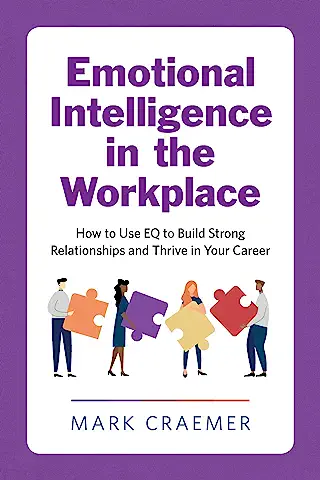 Emotional
Intelligence
in the
Workplace
How to Use EQ to Build Strong
Relationships and Thrive in Your Career
MARK CRAEMER